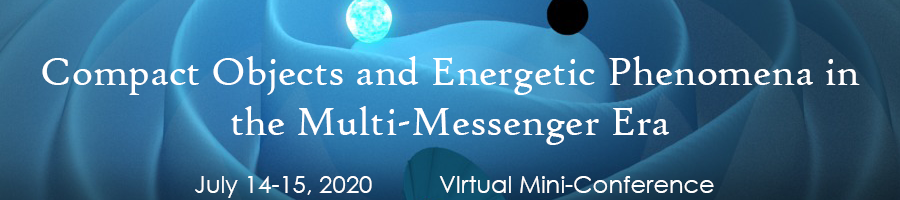 Compact Objects and Energetic Phenomena in
the Multi-Messenger Era
July 14-15, 2020 VIrtual Mini-Conference